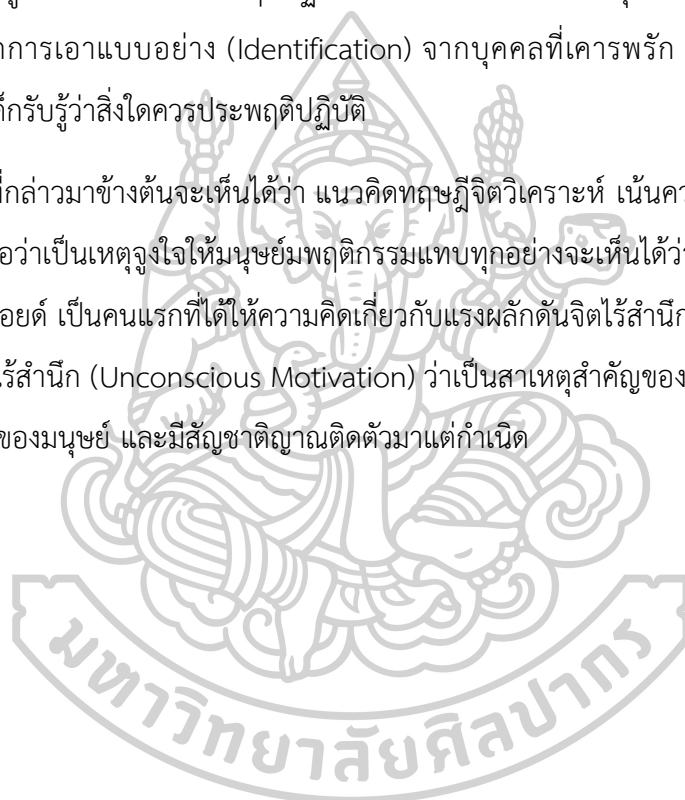 การเอาแบบอย่าง (Identification) จากบุคคลที่เคารพรัก
รับรู้ว่าสิ่งใดควรประพฤติปฏิบัติ
กล่าวมาข้างต้นจะเห็นได้ว่า แนวคิดทฤษฎีจิตวิเคราะห์ เน้น
ว่าเป็นเหตุจูงใจให้มนุษย์มพฤติกรรมแทบทุกอย่างจะเห็นได้ว่า
อยด์ เป็นคนแรกที่ได้ให้ความคิดเกี่ยวกับแรงผลักดันจิตไร้สำนึก
ไร้สำนึก (Unconscious Motivation) ว่าเป็นสาเหตุสำคัญของ
ของมนุษย์ และมีสัญชาติญาณติดตัวมาแต่กำเนิด
มหาวิทยาลัยศิลปากร